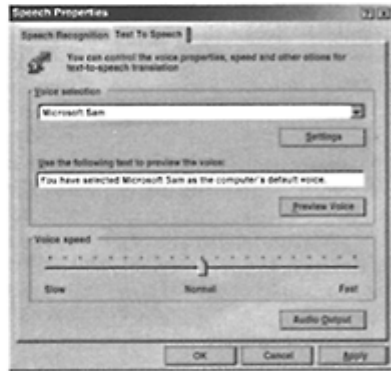 Speech Properties
Speech Recognition Text To Speech
You can control the voice properties, speed and other options for
text-to-speech translation
Voice selection
Microsoft Sam
Settings
Use the following text to preview the voice:
You have selected Microsoft Sam as the computer's default voice.
Preview Voice
Voice speed
Slow Normal Fast
Audio Output
OK Cancel Apply